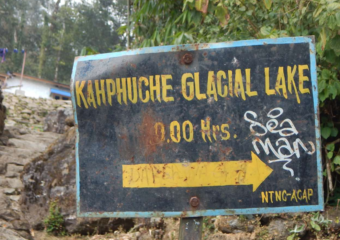 KAHPHUCHE GLACIAL LAKE
0.00 Hrs.
Sea
man
NTNC-ACAP